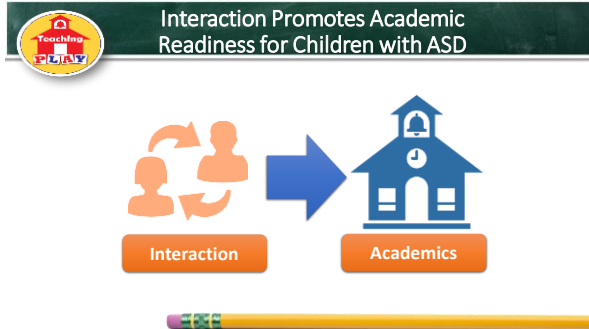 Interaction Promotes Academic
Readiness for Children with ASD
Teaching
PLAY
Interaction
Academics